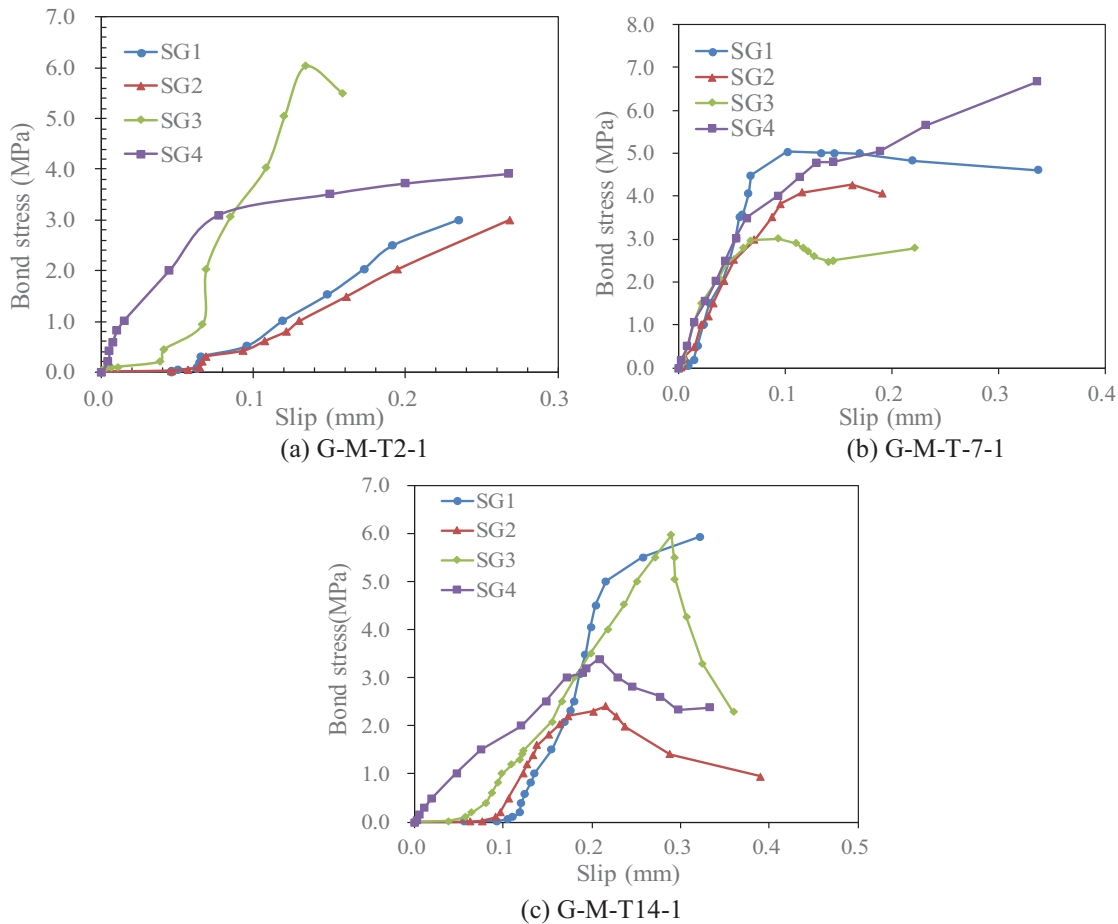 7.0
6.0
5.0
4.0
3.0
2.0
1.0
0.0
Bond stress (MPa)
SG1
SG2
SG3
SG4
0.0 0.1 0.2 0.3
Slip (mm)
(a) G-M-T2-1
8.0
7.0
6.0
5.0
4.0
3.0
2.0
1.0
0.0
Bond stress (MPa)
SG1
SG2
SG3
SG4
0.0 0.1 0.2 0.3 0.4
Slip (mm)
(b) G-M-T-7-1
7.0
6.0
5.0
4.0
3.0
2.0
1.0
0.0
Bond stress(MPa)
SG1
SG2
SG3
SG4
0.0 0.1 0.2 0.3 0.4 0.5
Slip (mm)
(c) G-M-T14-1